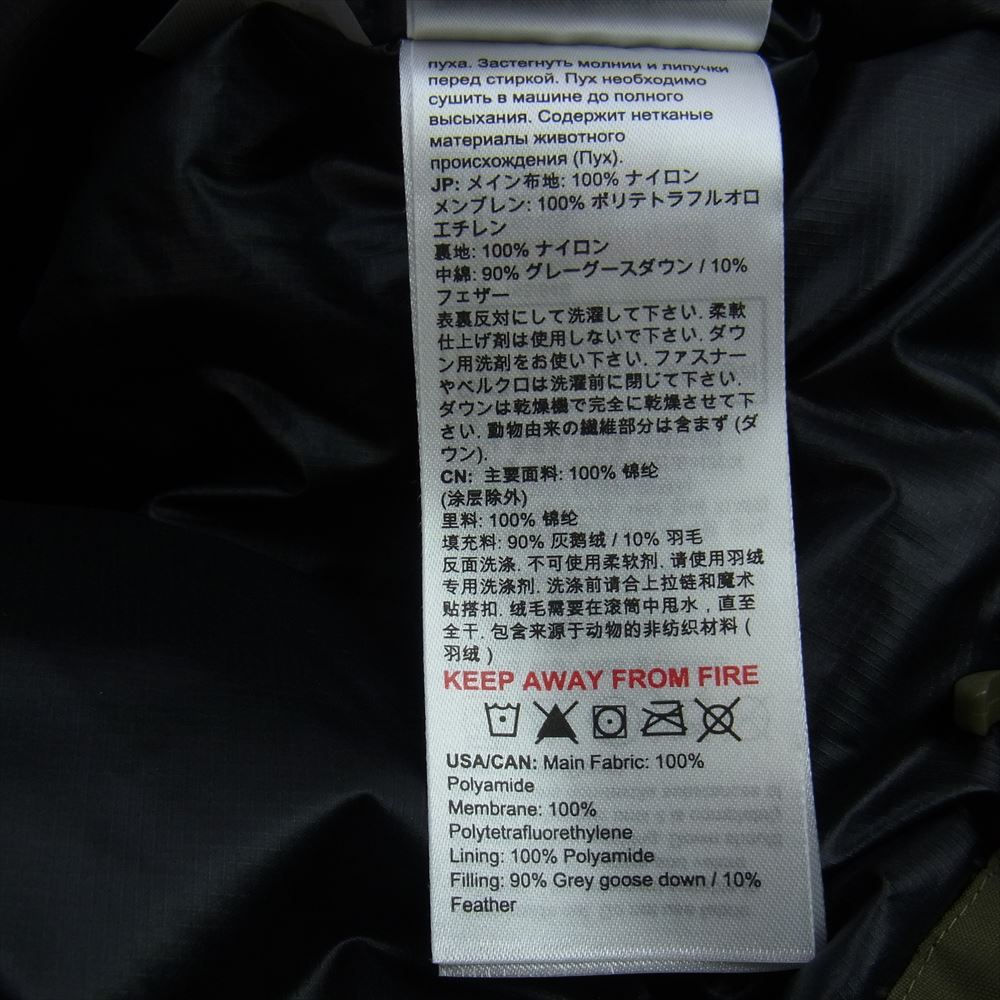 пуха. Застегнуть молнии и липучки
перед стиркой. Пух необходимо
сушить в машине до полного
высыхания. Содержит нетканые
материалы животного
происхождения (Пух).
JP: メイン布地: 100% ナイロン
メンブレン: 100% ポリテトラフルオロ
エチレン
裏地: 100% ナイロン
中綿: 90% グレーグースダウン / 10%
フェザー
表裏反対にして洗濯して下さい. 柔軟
仕上げ剤は使用しないで下さい. ダウ
ン用洗剤をお使い下さい. ファスナー
やベルクロは洗濯前に閉じて下さい.
ダウンは乾燥機で完全に乾燥させて下
さい. 動物由来の繊維部分は含まず (ダ
ウン).
CN: 主要面料: 100% 锦纶
(涂层除外)
里料: 100% 锦纶
填充料: 90% 灰鹅绒 / 10% 羽毛
反面洗涤. 不可使用柔软剂. 请使用羽绒
专用洗涤剂. 洗涤前请合上拉链和魔术
贴搭扣. 绒毛需要在滚筒中甩水，直至
全干. 包含来源于动物的非纺织材料（
羽绒）
KEEP AWAY FROM FIRE
USA/CAN: Main Fabric: 100%
Polyamide
Membrane: 100%
Polytetrafluorethylene
Lining: 100% Polyamide
Filling: 90% Grey goose down / 10%
Feather